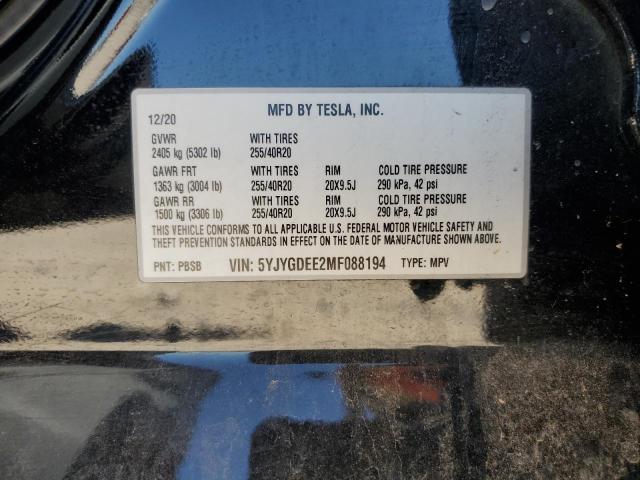 12/20 MFD BY TESLA, INC.
GVWR WITH TIRES
2405 kg (5302 lb) 255/40R20
GAWR FRT WITH TIRES RIM COLD TIRE PRESSURE
1363 kg (3004 lb) 255/40R20 20X9.5J 290 kPa, 42 psi
GAWR RR WITH TIRES RIM COLD TIRE PRESSURE
1500 kg (3306 lb) 255/40R20 20X9.5J 290 kPa, 42 psi
THIS VEHICLE CONFORMS TO ALL APPLICABLE U.S. FEDERAL MOTOR VEHICLE SAFETY AND
THEFT PREVENTION STANDARDS IN EFFECT ON THE DATE OF MANUFACTURE SHOWN ABOVE.
PNT: PBSB VIN: 5YJYGDEE2MF088194 TYPE: MPV